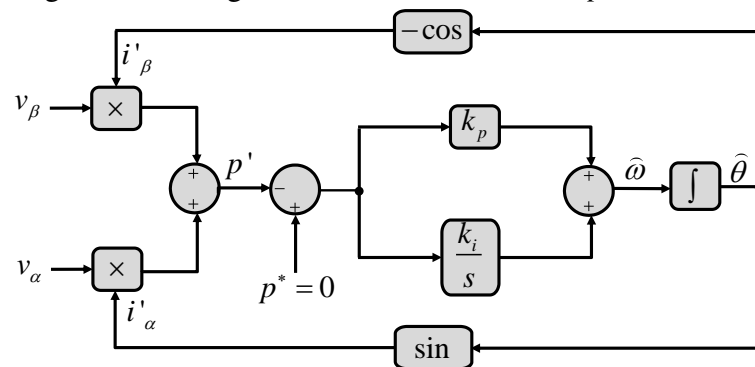 −cos
i'β
vβ ×
kp
+ + p' − + ω̂ ∫ θ̂
+ +
ki/s
vα ×
p* = 0
i'α
sin